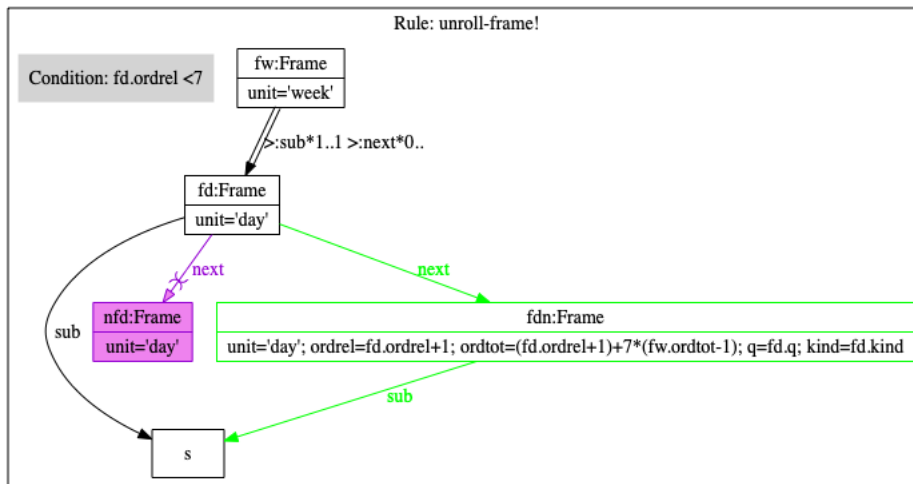 Rule: unroll-frame!
Condition: fd.ordrel <7
fw:Frame
unit='week'
>:sub*1..1 >:next*0..
fd:Frame
unit='day'
next
next
nfd:Frame
unit='day'
fdn:Frame
unit='day'; ordrel=fd.ordrel+1; ordtot=(fd.ordrel+1)+7*(fw.ordtot-1); q=fd.q; kind=fd.kind
sub
sub
s